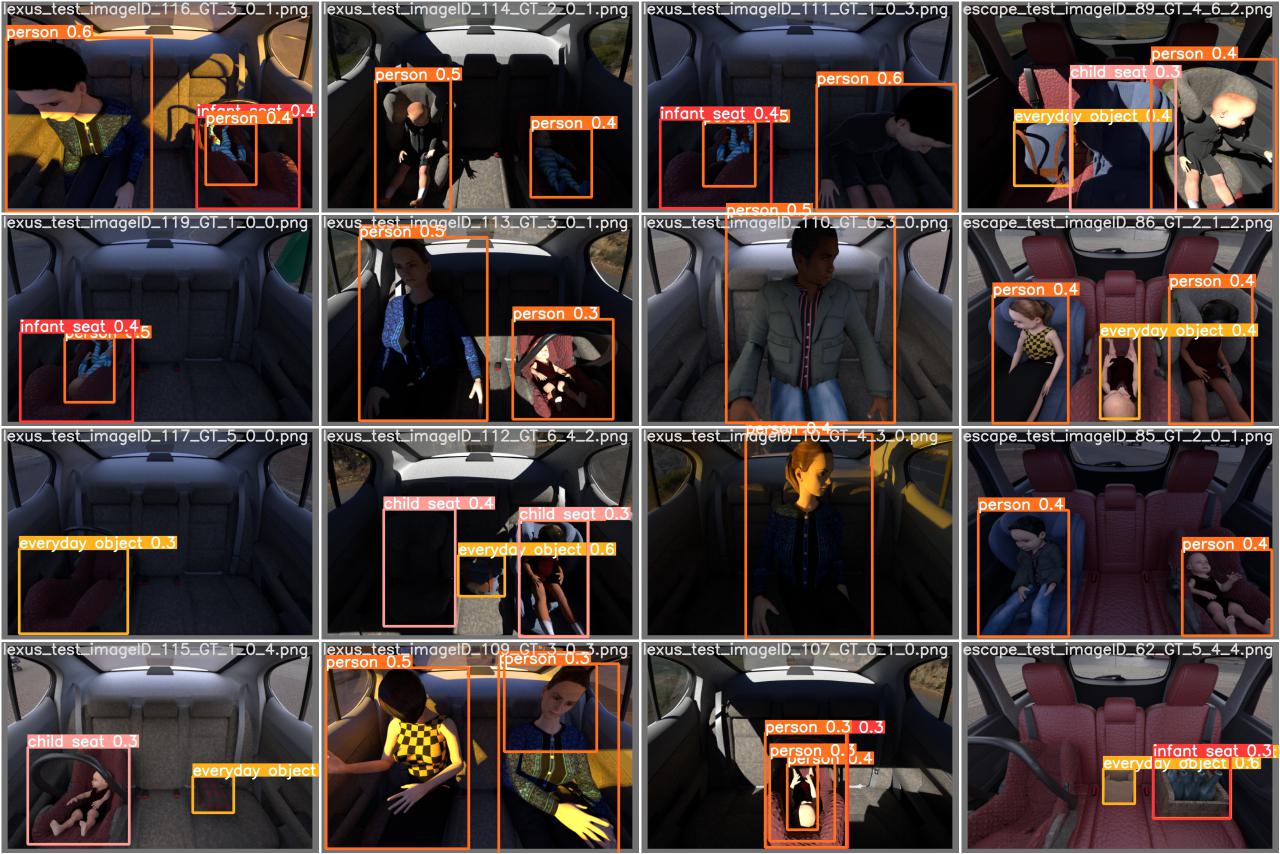 lexus_test_imageID_116_GT_3_0_1.png
person 0.6
infant seat 0.4
person 0.4
lexus_test_imageID_114_GT_2_0_1.png
person 0.5
person 0.4
lexus_test_imageID_111_GT_1_0_3.png
person 0.6
infant seat 0.4
escape_test_imageID_89_GT_4_6_2.png
person 0.4
child seat 0.3
everyday object 0.4
lexus_test_imageID_119_GT_1_0_0.png
infant seat 0.4
person 0.5
lexus_test_imageID_113_GT_3_0_1.png
person 0.5
person 0.3
person 0.5
lexus_test_imageID_110_GT_0_3_0.png
escape_test_imageID_86_GT_2_1_2.png
person 0.4
person 0.4
everyday object 0.4
lexus_test_imageID_117_GT_5_0_0.png
everyday object 0.3
lexus_test_imageID_112_GT_6_4_2.png
child seat 0.4
child seat 0.3
everyday object 0.6
person 0.4
lexus_test_imageID_10_GT_4_3_0.png
escape_test_imageID_85_GT_2_0_1.png
person 0.4
person 0.4
lexus_test_imageID_115_GT_1_0_4.png
child seat 0.3
everyday object
lexus_test_imageID_109_GT_3_0_3.png
person 0.5
person 0.3
lexus_test_imageID_107_GT_0_1_0.png
person 0.3 0.3
person 0.3
person 0.4
escape_test_imageID_62_GT_5_4_4.png
infant seat 0.3
everyday object 0.6